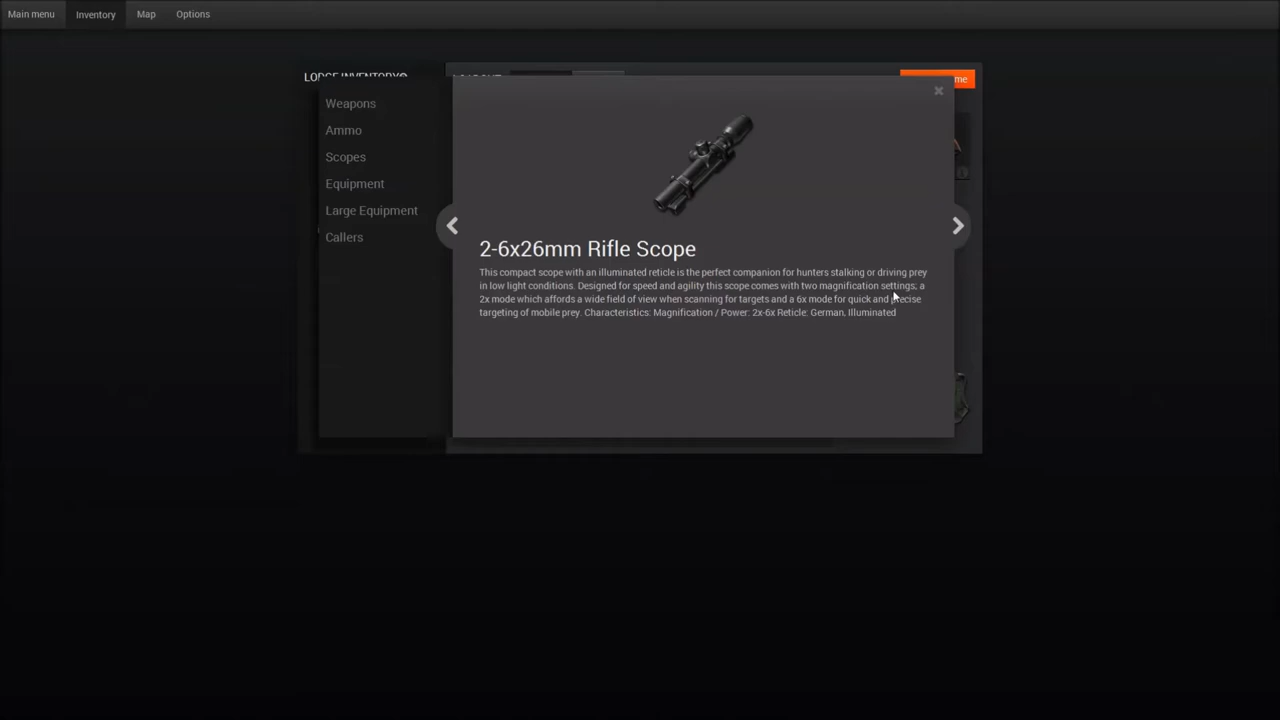 Main menu
Inventory
Map
Options
LODGE INVENTORY
me
Weapons
Ammo
Scopes
Equipment
Large Equipment
Callers
2-6x26mm Rifle Scope
This compact scope with an illuminated reticle is the perfect companion for hunters stalking or driving prey
in low light conditions. Designed for speed and agility this scope comes with two magnification settings; a
2x mode which affords a wide field of view when scanning for targets and a 6x mode for quick and precise
targeting of mobile prey. Characteristics: Magnification / Power: 2x-6x Reticle: German, Illuminated